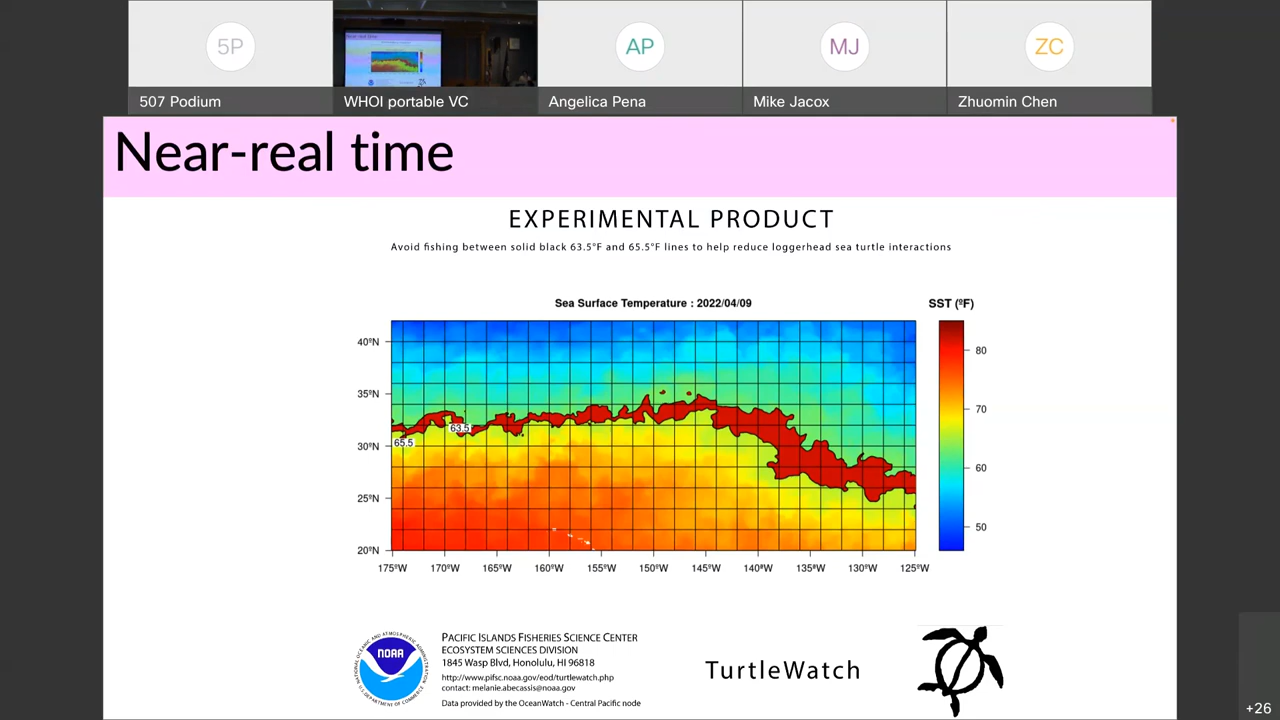 5P
AP
MJ
ZC
507 Podium
WHOI portable VC
Angelica Pena
Mike Jacox
Zhuomin Chen
Near-real time
EXPERIMENTAL PRODUCT
Avoid fishing between solid black 63.5°F and 65.5°F lines to help reduce loggerhead sea turtle interactions
Sea Surface Temperature : 2022/04/09
SST (ºF)
40ºN
35ºN
30ºN
25ºN
20ºN
63.5
65.5
80
70
60
50
175ºW
170ºW
165ºW
160ºW
155ºW
150ºW
145ºW
140ºW
135ºW
130ºW
125ºW
NATIONAL OCEANIC AND ATMOSPHERIC ADMINISTRATION
NOAA
U.S. DEPARTMENT OF COMMERCE
PACIFIC ISLANDS FISHERIES SCIENCE CENTER
ECOSYSTEM SCIENCES DIVISION
1845 Wasp Blvd, Honolulu, HI 96818
http://www.pifsc.noaa.gov/eod/turtlewatch.php
contact: melanie.abecassis@noaa.gov
Data provided by the OceanWatch - Central Pacific node
TurtleWatch
+26